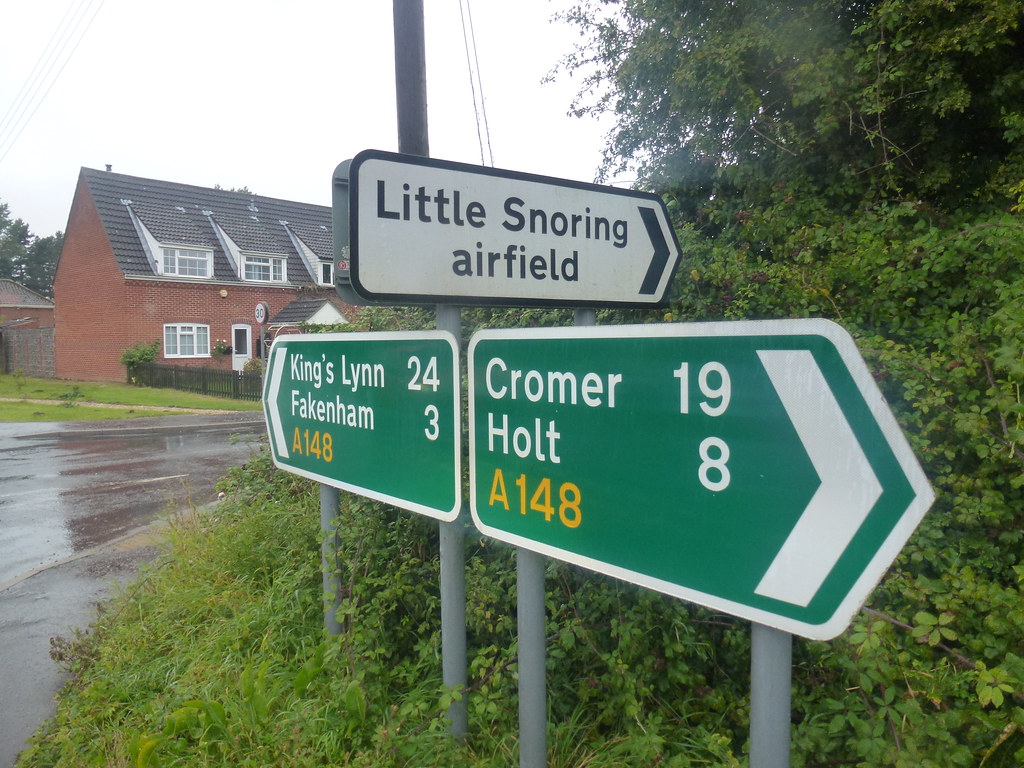 Little Snoring
airfield
30
King's Lynn 24
Fakenham 3
A148
Cromer 19
Holt 8
A148